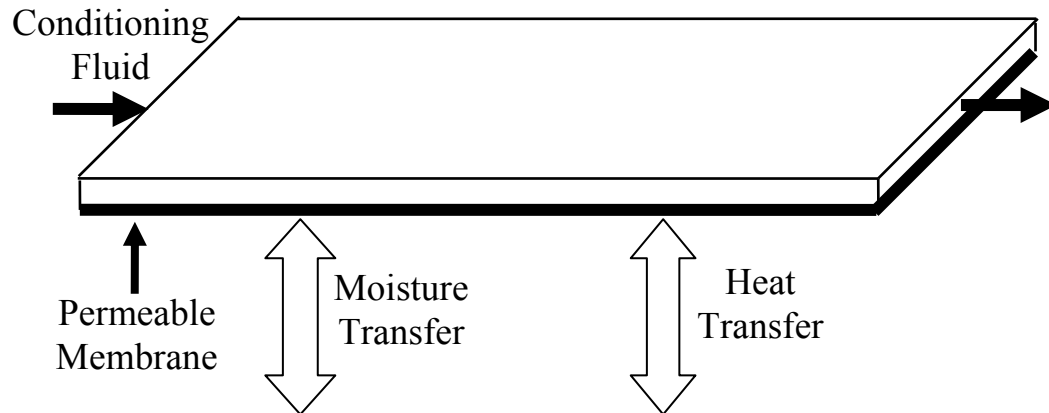 Conditioning
Fluid
Permeable
Membrane
Moisture
Transfer
Heat
Transfer